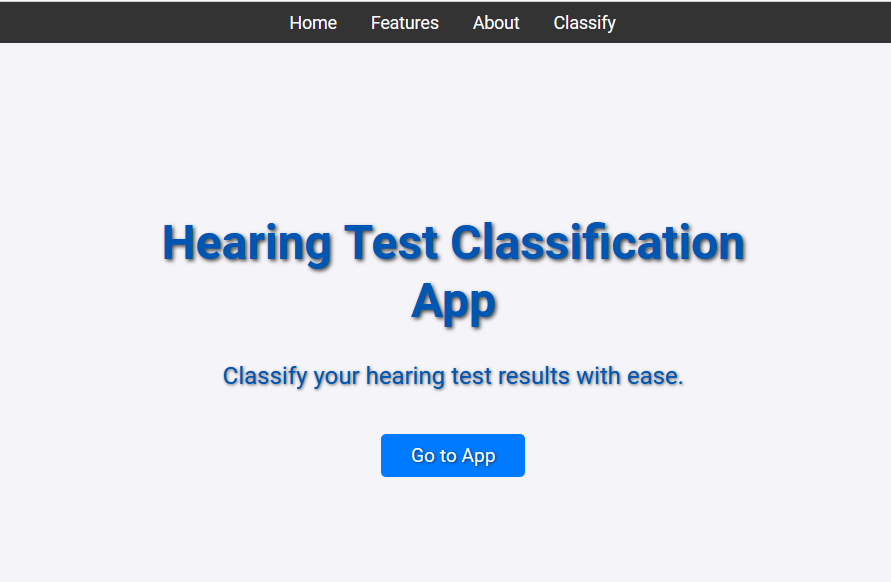 Home Features About Classify
Hearing Test Classification
App
Classify your hearing test results with ease.
Go to App